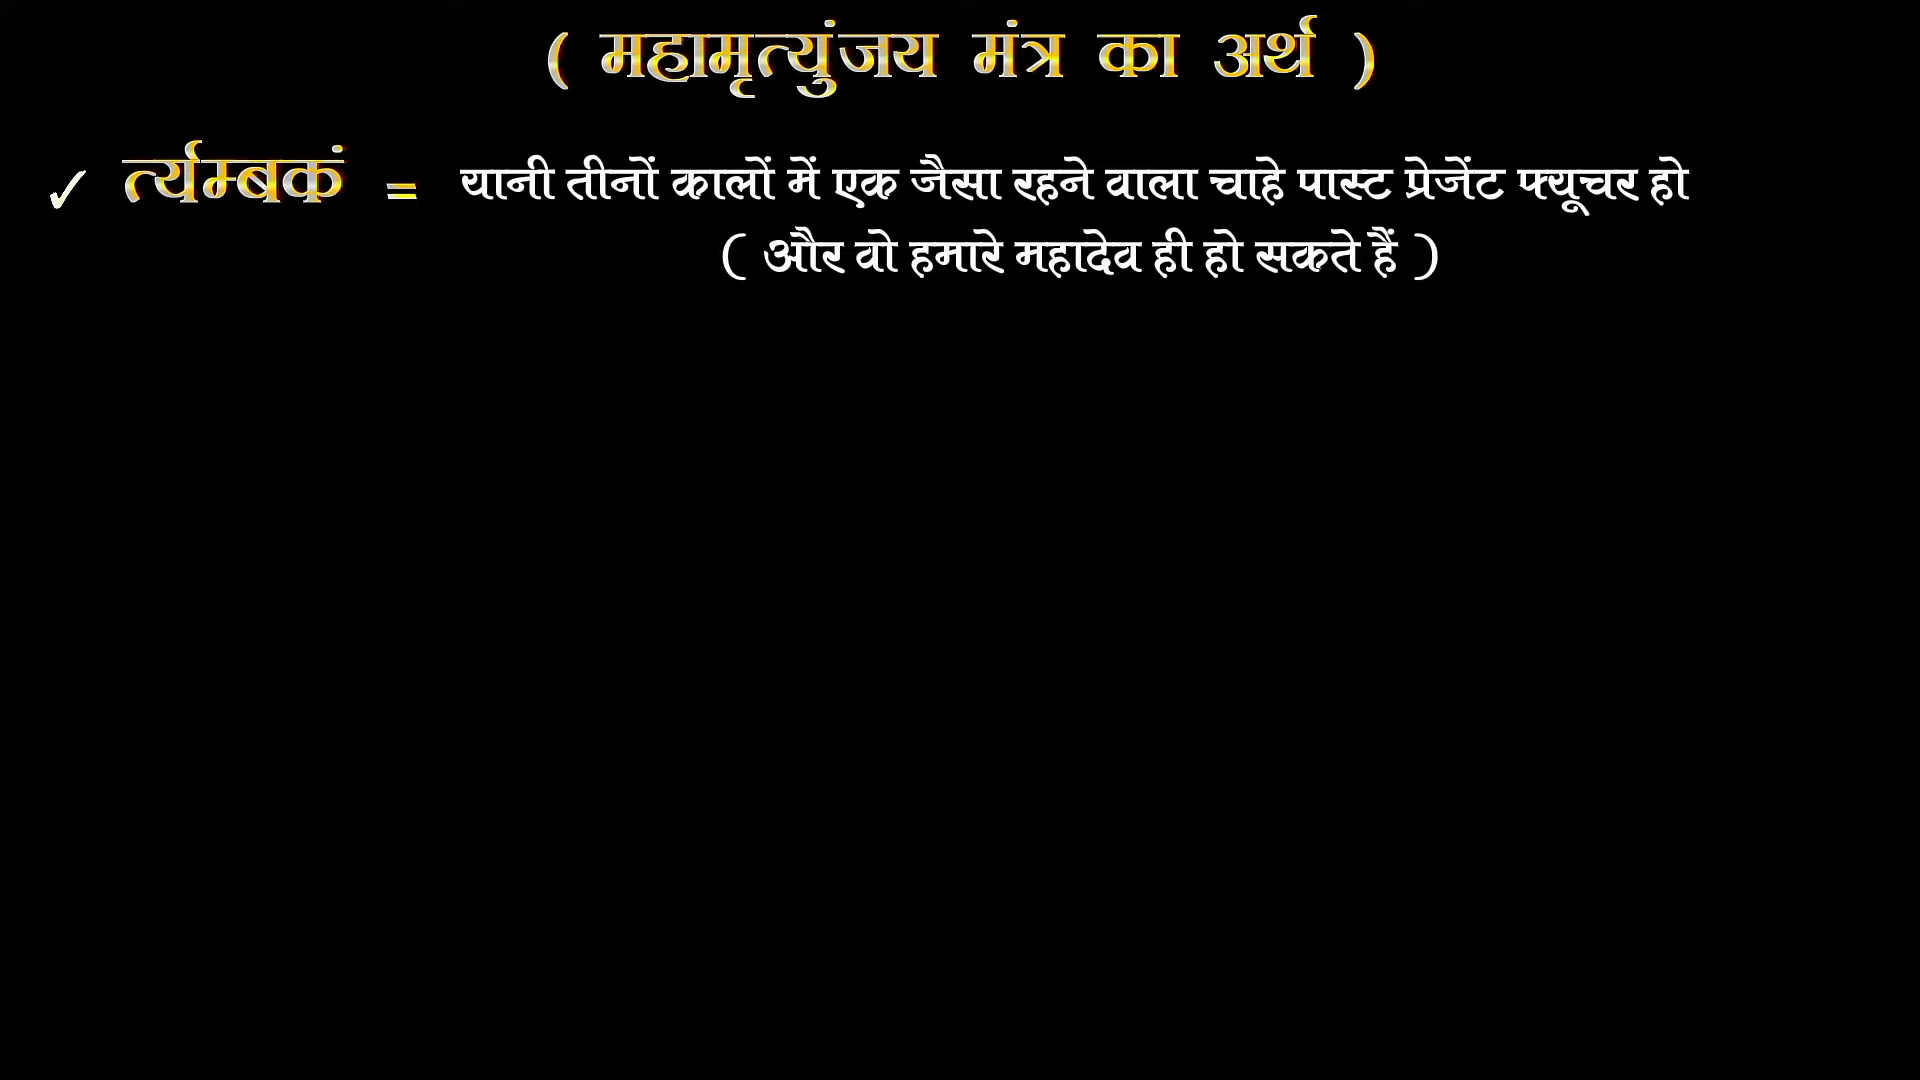 ( महामृत्युंजय मंत्र का अर्थ )
✓ र्त्यम्बकं = यानी तीनों कालों में एक जैसा रहने वाला चाहे पास्ट प्रेजेंट फ्यूचर हो
( और वो हमारे महादेव ही हो सकते हैं )